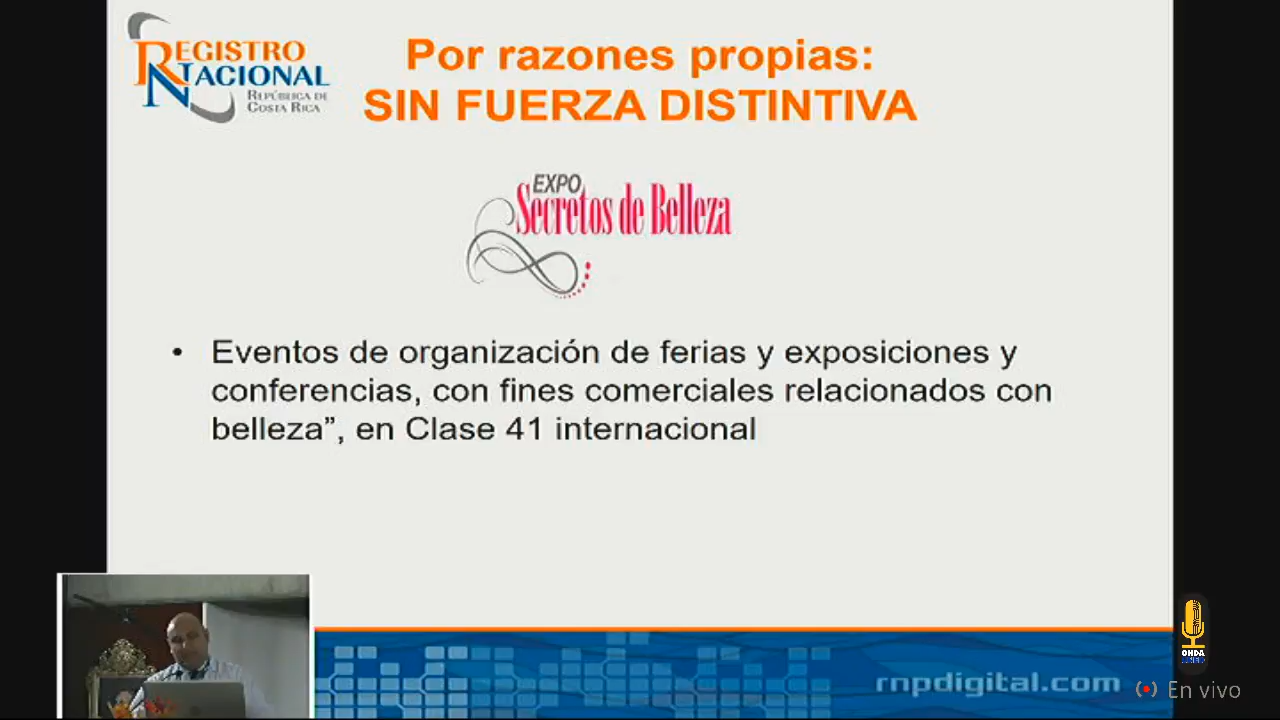 REGISTRO
NACIONAL
REPÚBLICA DE
COSTA RICA
Por razones propias:
SIN FUERZA DISTINTIVA
EXPO
Secretos de Belleza
• Eventos de organización de ferias y exposiciones y
conferencias, con fines comerciales relacionados con
belleza”, en Clase 41 internacional
rnpdigital.com
ONDA
En vivo